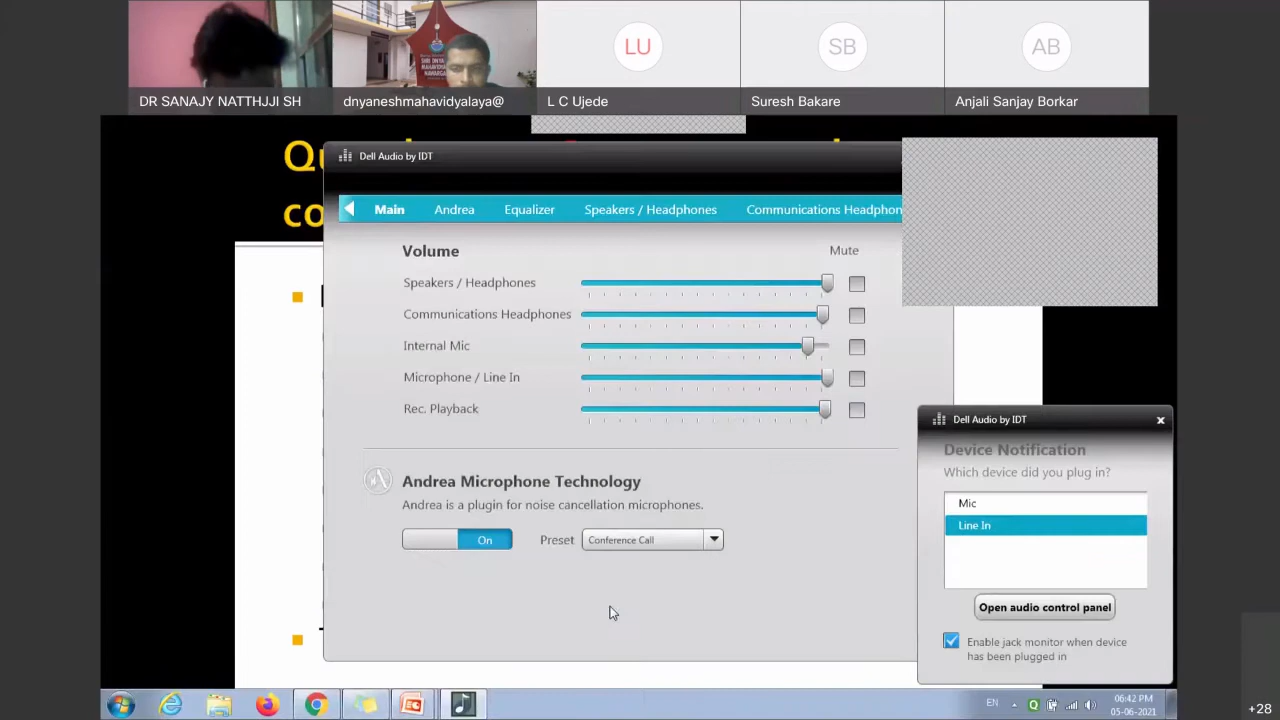 DR SANAJY NATTHJJI SH
dnyaneshmahavidyalaya@
LU
L C Ujede
SB
Suresh Bakare
AB
Anjali Sanjay Borkar
Qu
co
Dell Audio by IDT
Main Andrea Equalizer Speakers / Headphones Communications Headphon
Volume Mute
Speakers / Headphones
Communications Headphones
Internal Mic
Microphone / Line In
Rec. Playback
Andrea Microphone Technology
Andrea is a plugin for noise cancellation microphones.
On Preset Conference Call
Dell Audio by IDT x
Device Notification
Which device did you plug in?
Mic
Line In
Open audio control panel
Enable jack monitor when device
has been plugged in
EN
06:42 PM
05-06-2021
+28